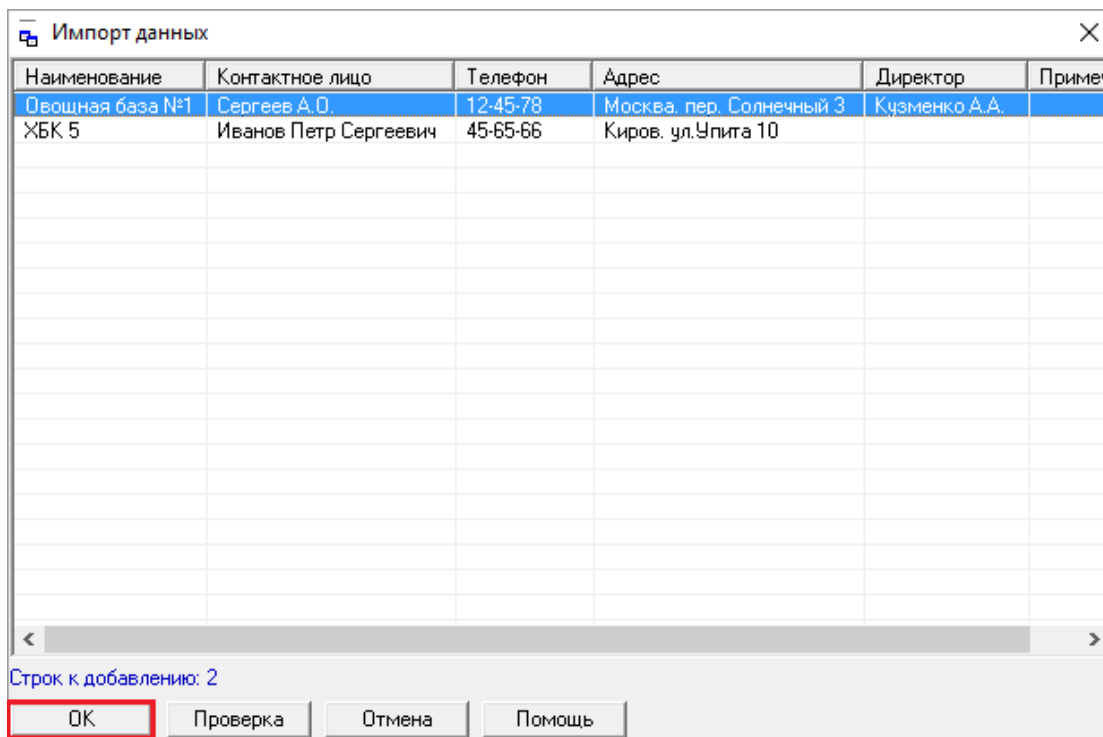 Импорт данных
Наименование Контактное лицо Телефон Адрес Директор Примеч
Овощная база №1 Сергеев А.О. 12-45-78 Москва. пер. Солнечный 3 Кузменко А.А.
ХБК 5 Иванов Петр Сергеевич 45-65-66 Киров. ул.Упита 10
Строк к добавлению: 2
OK Проверка Отмена Помощь